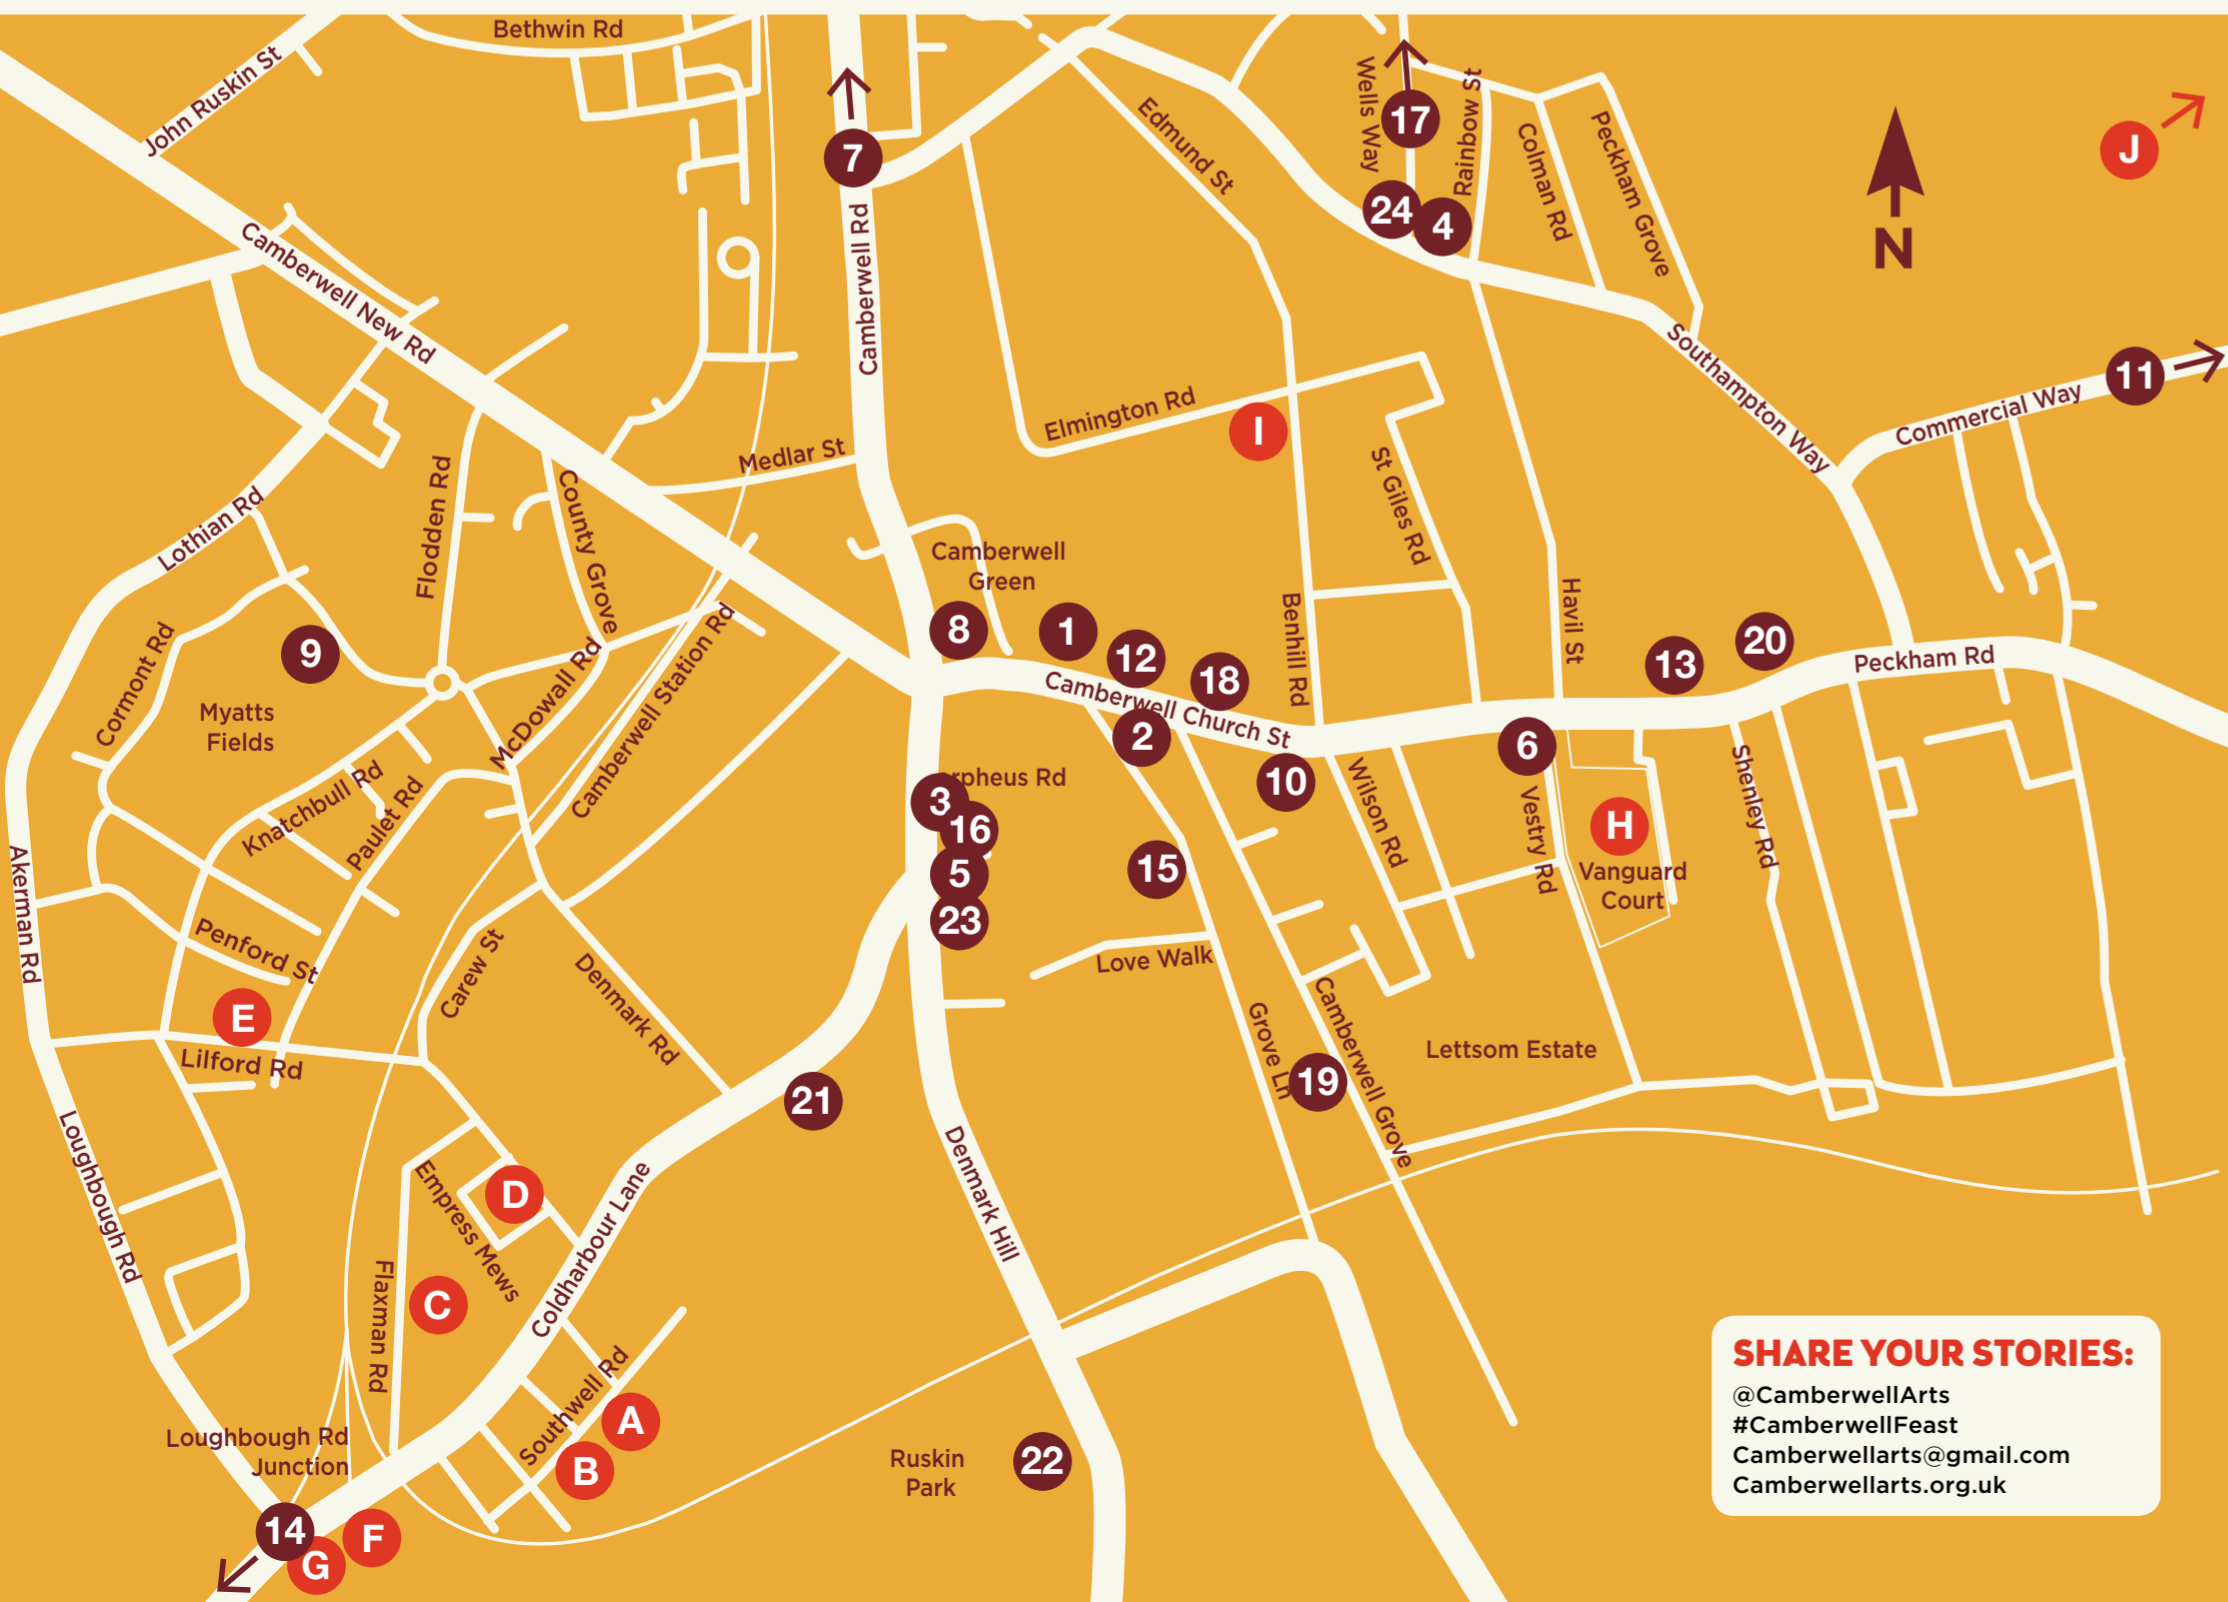 Bethwin Rd
John Ruskin St
Wells Way
Rainbow St
17
Edmund St
Colman Rd
Peckham Grove
J
7
24
4
N
Camberwell New Rd
Camberwell Rd
Southampton Way
11
Commercial Way
Elmington Rd
I
Medlar St
St Giles Rd
Flodden Rd
County Grove
Lothian Rd
Camberwell
Green
Havil St
Benhill Rd
8
1
12
18
13
20
Peckham Rd
9
Cormont Rd
Myatts
Fields
McDowall Rd
Camberwell Station Rd
Camberwell Church St
2
6
10
rpheus Rd
3
16
5
23
Knatchbull Rd
Paulet Rd
Wilson Rd
Vestry Rd
H
Vanguard
Court
Shenley Rd
15
Akerman Rd
Penford St
Carew St
Denmark Rd
Love Walk
E
Lilford Rd
Grove Ln
Camberwell Grove
Lettsom Estate
19
21
Loughbough Rd
Denmark Hill
Empress Mews
D
Coldharbour Lane
C
Flaxman Rd
Southwell Rd
A
B
Loughbough Rd
Junction
Ruskin
Park
22
14
F
G
SHARE YOUR STORIES:
@CamberwellArts
#CamberwellFeast
Camberwellarts@gmail.com
Camberwellarts.org.uk